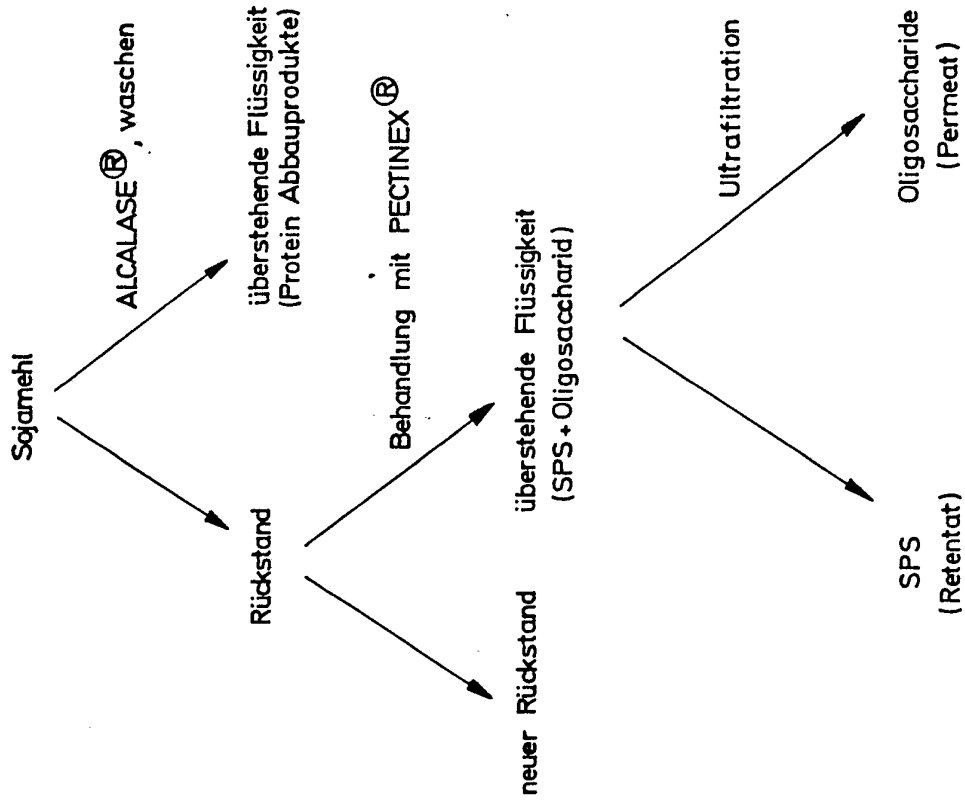 Sojamehl
ALCALASE®, waschen
Rückstand
überstehende Flüssigkeit
(Protein Abbauprodukte)
Behandlung mit PECTINEX®
neuer Rückstand
überstehende Flüssigkeit
(SPS + Oligosaccharid)
Ultrafiltration
SPS
(Retentat)
Oligosaccharide
(Permeat)